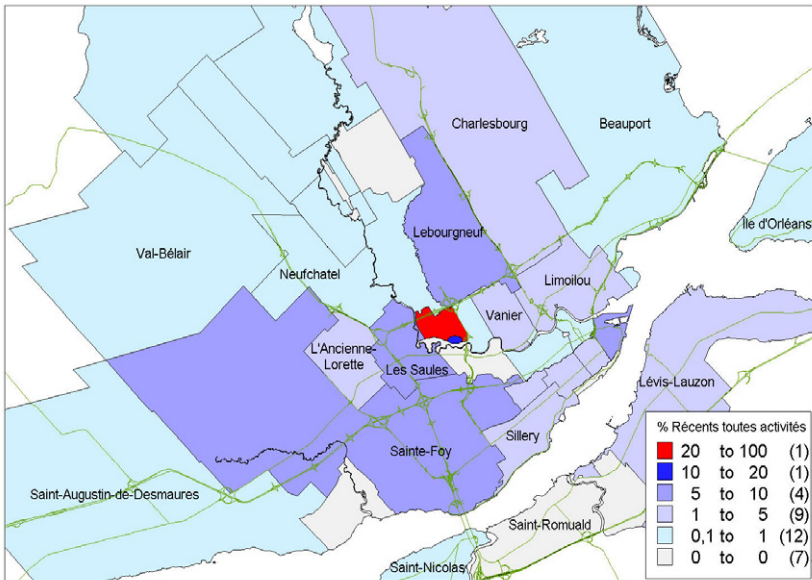 Charlesbourg
Beauport
Île d'Orléans
Lebourgneuf
Val-Bélair
Neufchatel
Limoilou
Vanier
L'Ancienne-
Lorette
Les Saules
Lévis-Lauzon
Sillery
Sainte-Foy
Saint-Augustin-de-Desmaures
Saint-Romuald
Saint-Nicolas
% Récents toutes activités
20 to 100 (1)
10 to 20 (1)
5 to 10 (4)
1 to 5 (9)
0,1 to 1 (12)
0 to 0 (7)